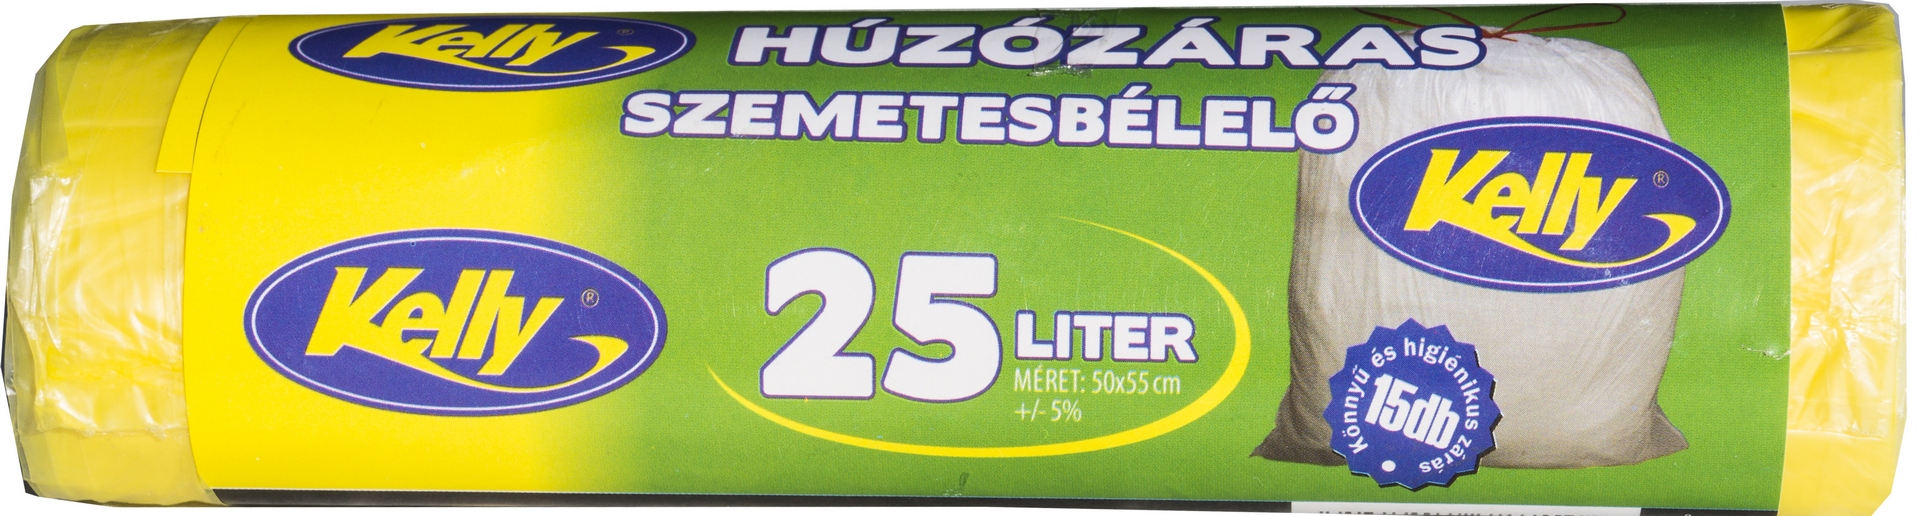 Kelly ®
HÚZÓZÁRAS
SZEMETESBÉLELŐ
Kelly ®
Kelly ®
25 LITER
MÉRET: 50x55 cm
+/- 5%
Könnyű és higiénikus zárás
15db